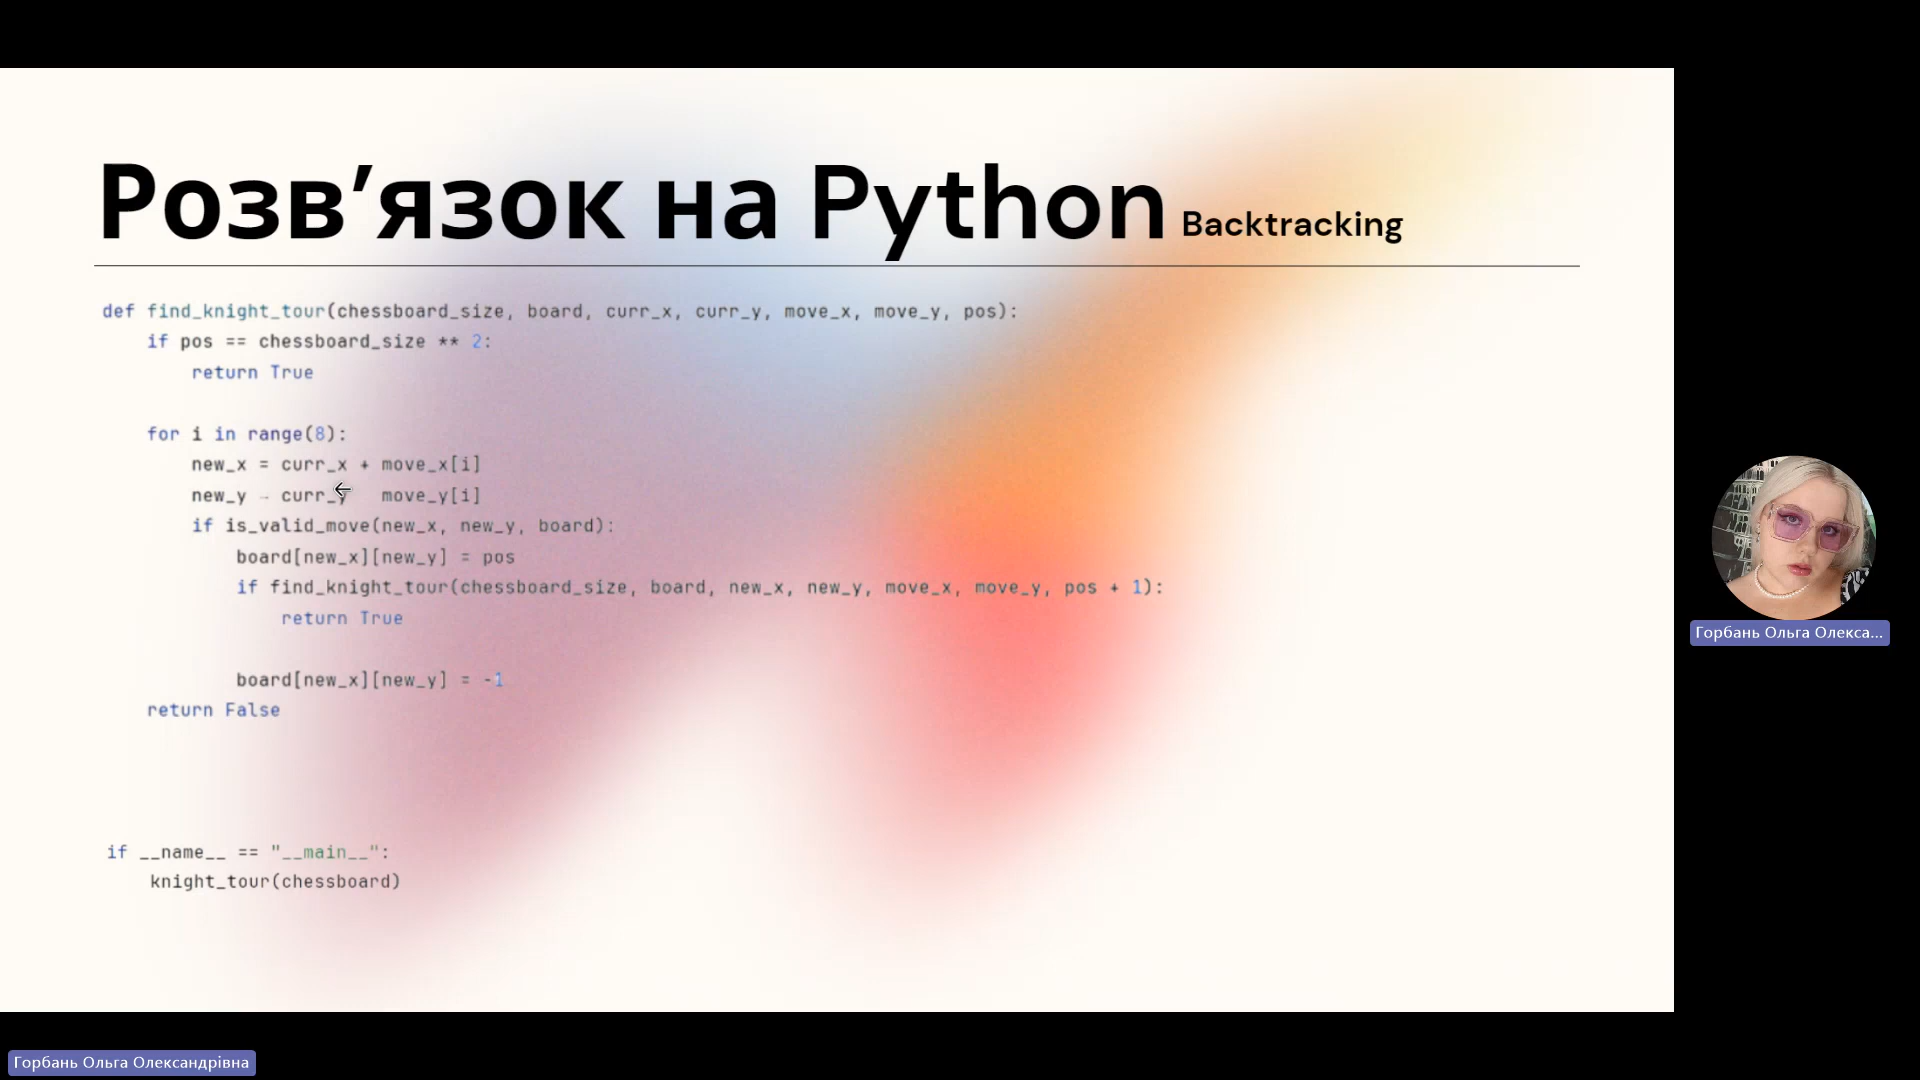 Розв’язок на Python Backtracking
def find_knight_tour(chessboard_size, board, curr_x, curr_y, move_x, move_y, pos):
    if pos == chessboard_size ** 2:
        return True
    for i in range(8):
        new_x = curr_x + move_x[i]
        new_y - curr_y   move_y[i]
        if is_valid_move(new_x, new_y, board):
            board[new_x][new_y] = pos
            if find_knight_tour(chessboard_size, board, new_x, new_y, move_x, move_y, pos + 1):
                return True
            board[new_x][new_y] = -1
    return False
if __name__ == "__main__":
    knight_tour(chessboard)
Горбань Ольга Олекса...
Горбань Ольга Олександрівна